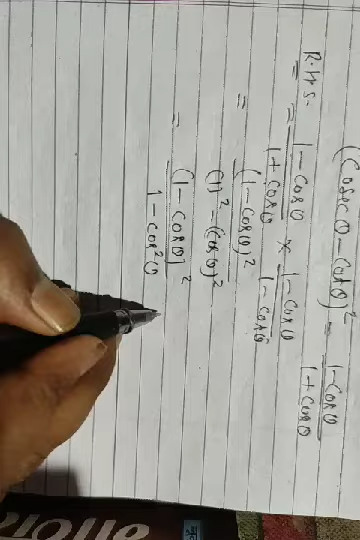 (Cosec θ - Cot θ)² = (1 - Cos θ)/(1 + Cos θ)
R.H.S. = (1 - Cos θ)/(1 + Cos θ) × (1 - Cos θ)/(1 - Cos θ)
= (1 - Cos θ)²/((1)² - (Cos θ)²)
= (1 - Cos θ)²/(1 - Cos² θ)